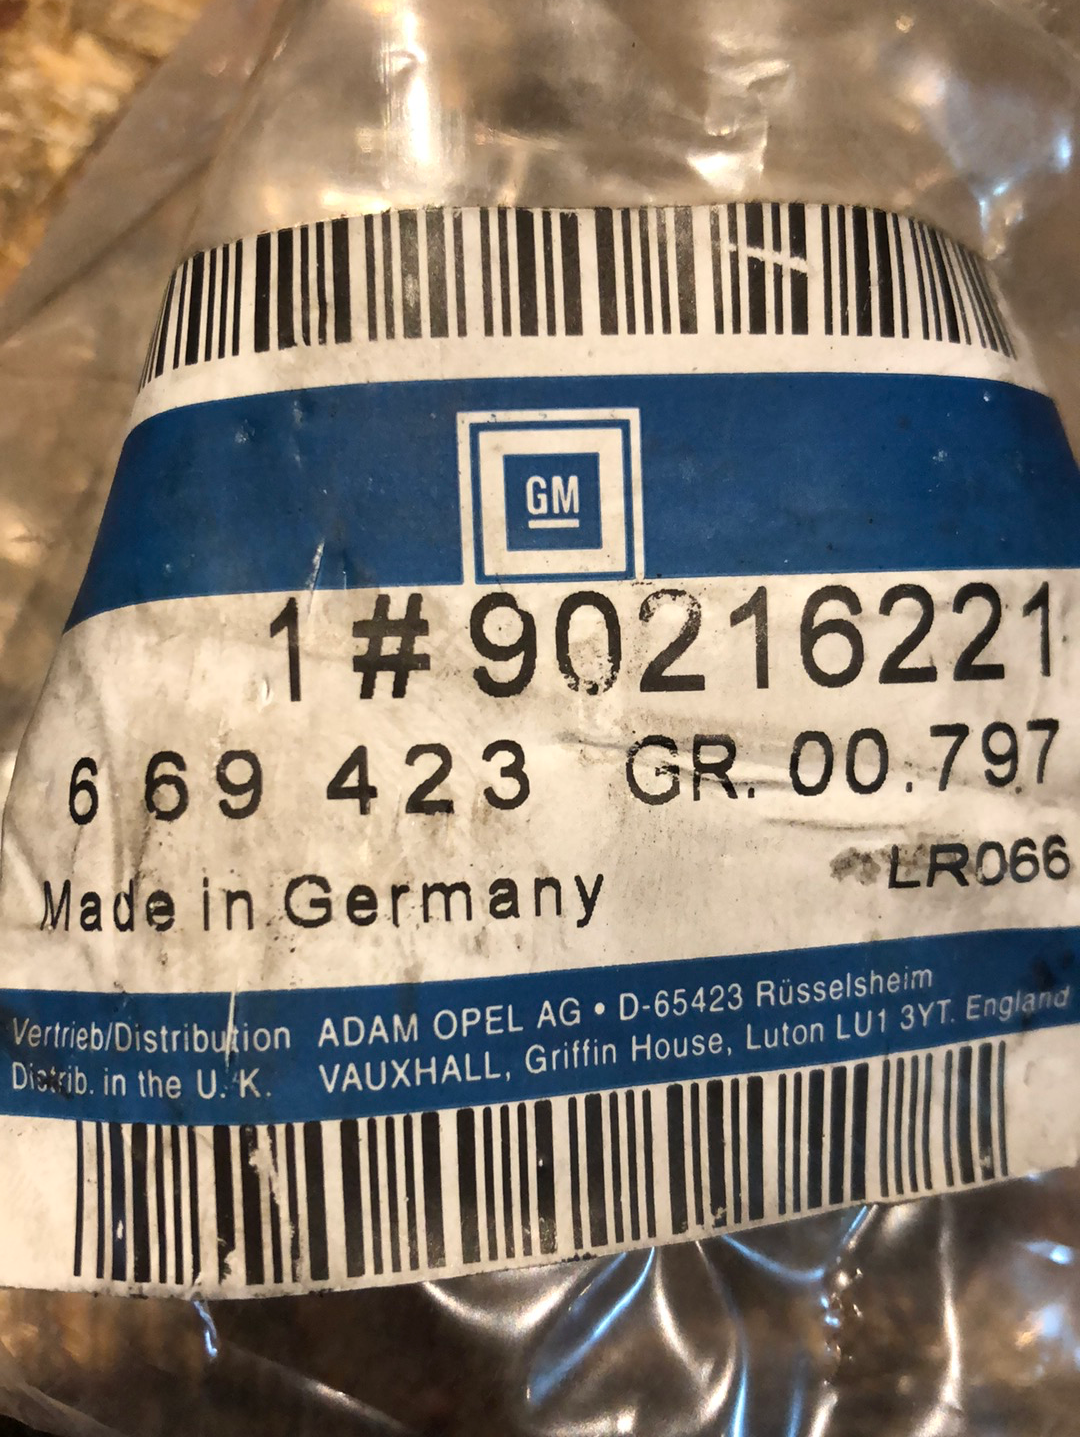 GM
1 # 90216221
6 69 423 GR. 00.797
LR066
Made in Germany
Vertrieb/Distribution ADAM OPEL AG • D-65423 Rüsselsheim
Distrib. in the U. K. VAUXHALL, Griffin House, Luton LU1 3YT. England